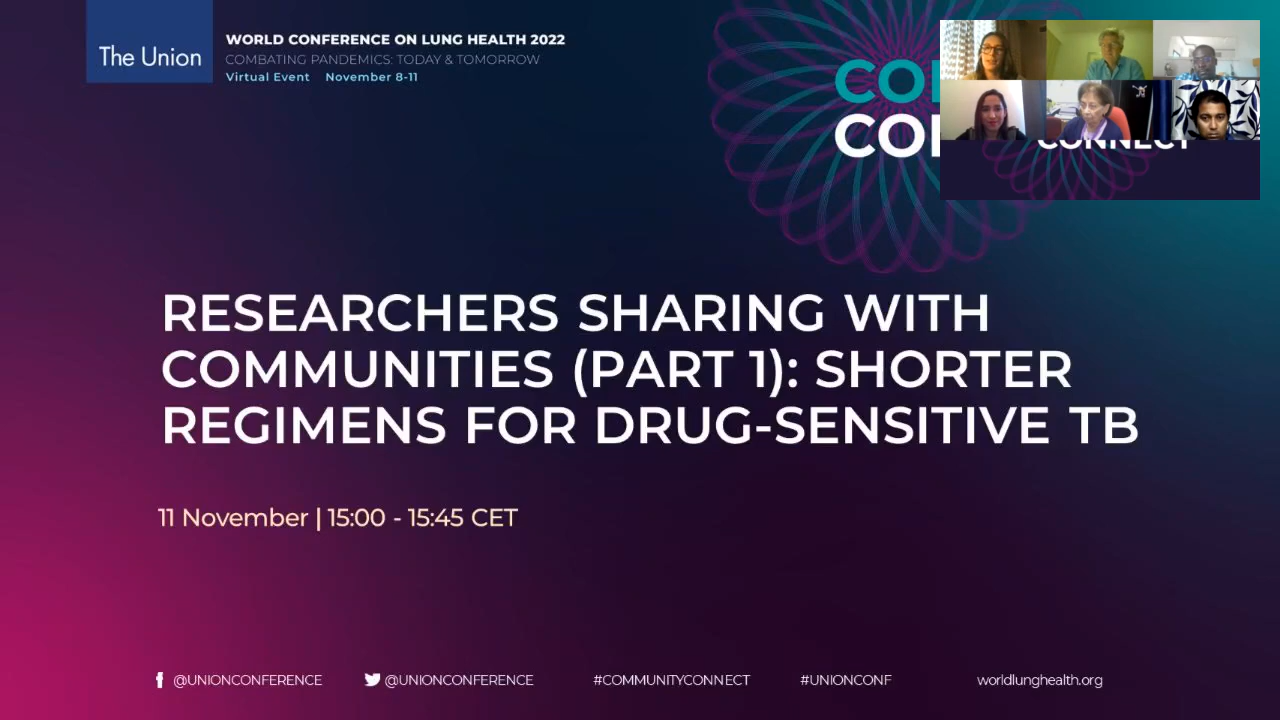 The Union
WORLD CONFERENCE ON LUNG HEALTH 2022
COMBATING PANDEMICS: TODAY & TOMORROW
Virtual Event November 8-11
CONNECT
RESEARCHERS SHARING WITH
COMMUNITIES (PART 1): SHORTER
REGIMENS FOR DRUG-SENSITIVE TB
11 November | 15:00 - 15:45 CET
@UNIONCONFERENCE @UNIONCONFERENCE #COMMUNITYCONNECT #UNIONCONF worldlunghealth.org